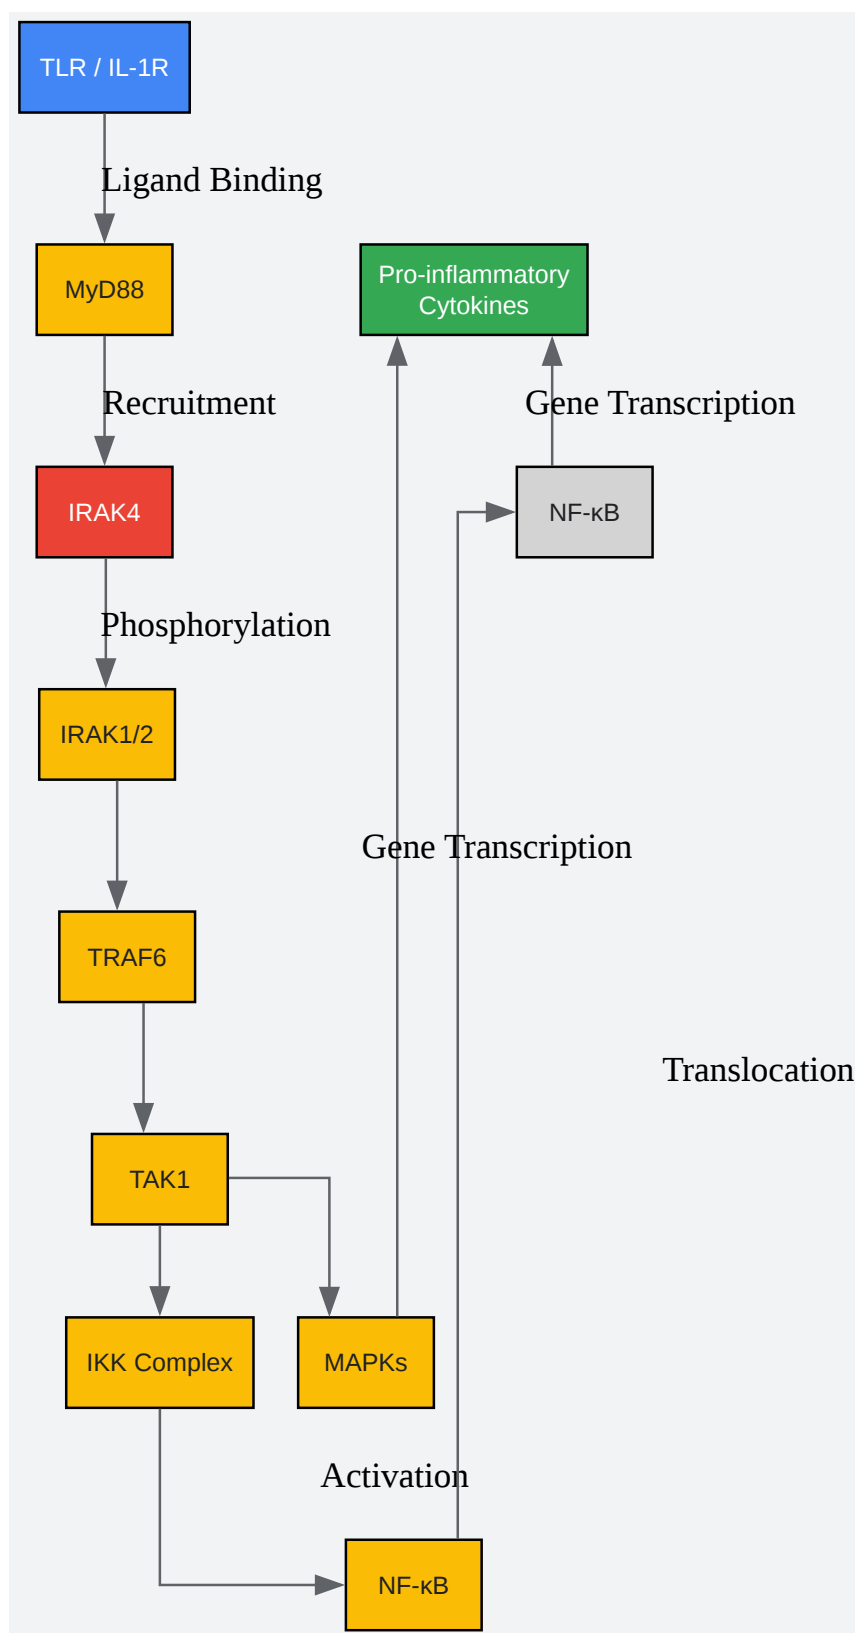 TLR / IL-1R
Ligand Binding
MyD88
Pro-inflammatory
Cytokines
Recruitment
Gene Transcription
IRAK4
NF-κB
Phosphorylation
IRAK1/2
Gene Transcription
TRAF6
Translocation
TAK1
IKK Complex
MAPKs
Activation
NF-κB